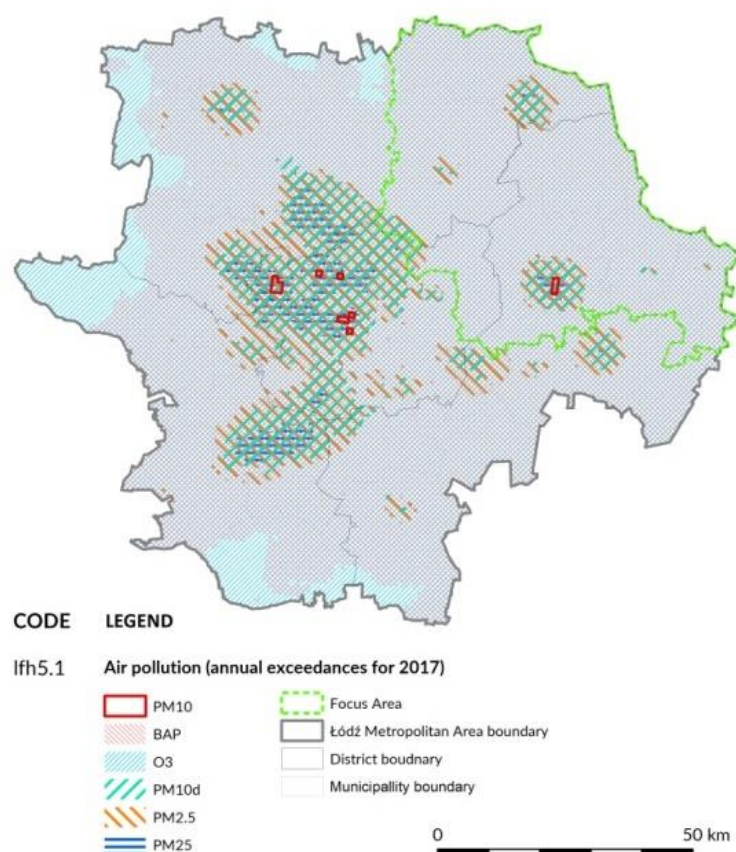 CODE LEGEND
lfh5.1 Air pollution (annual exceedances for 2017)
PM10
BAP
O3
PM10d
PM2.5
PM25
Focus Area
Łódź Metropolitan Area boundary
District boudnary
Municipallity boundary
0 50 km